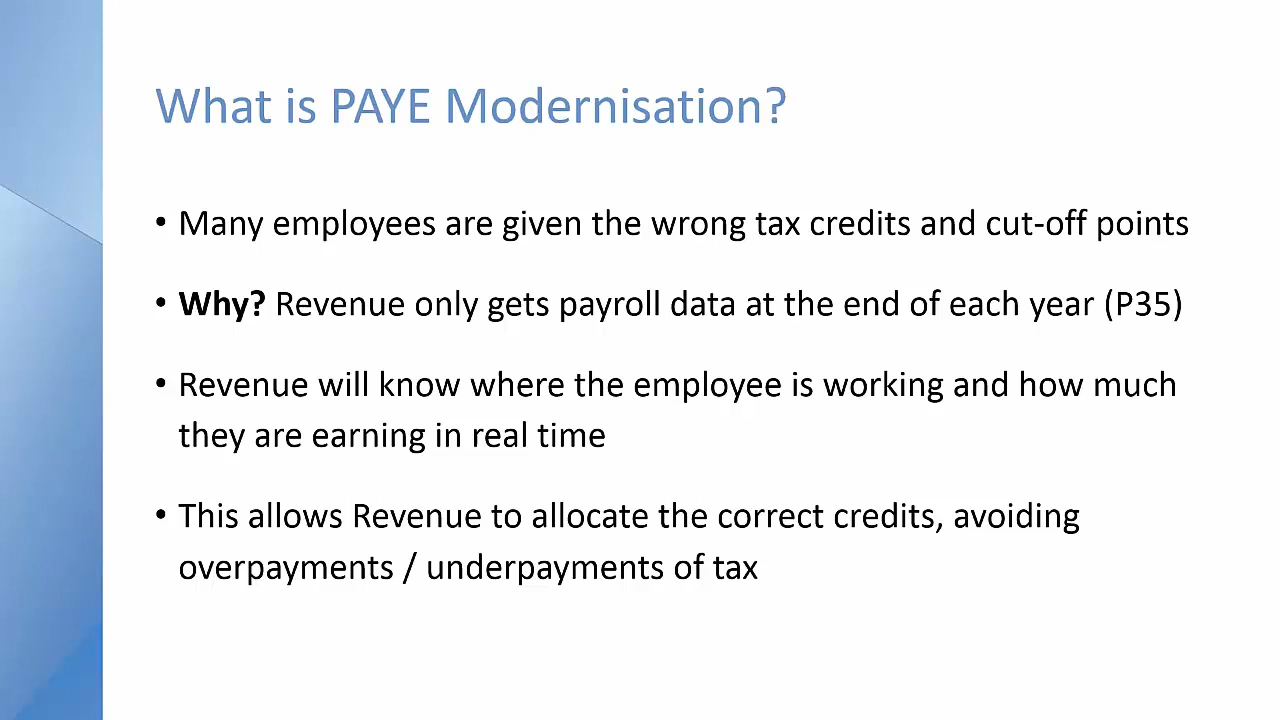 What is PAYE Modernisation?
• Many employees are given the wrong tax credits and cut-off points
• Why? Revenue only gets payroll data at the end of each year (P35)
• Revenue will know where the employee is working and how much
they are earning in real time
• This allows Revenue to allocate the correct credits, avoiding
overpayments / underpayments of tax